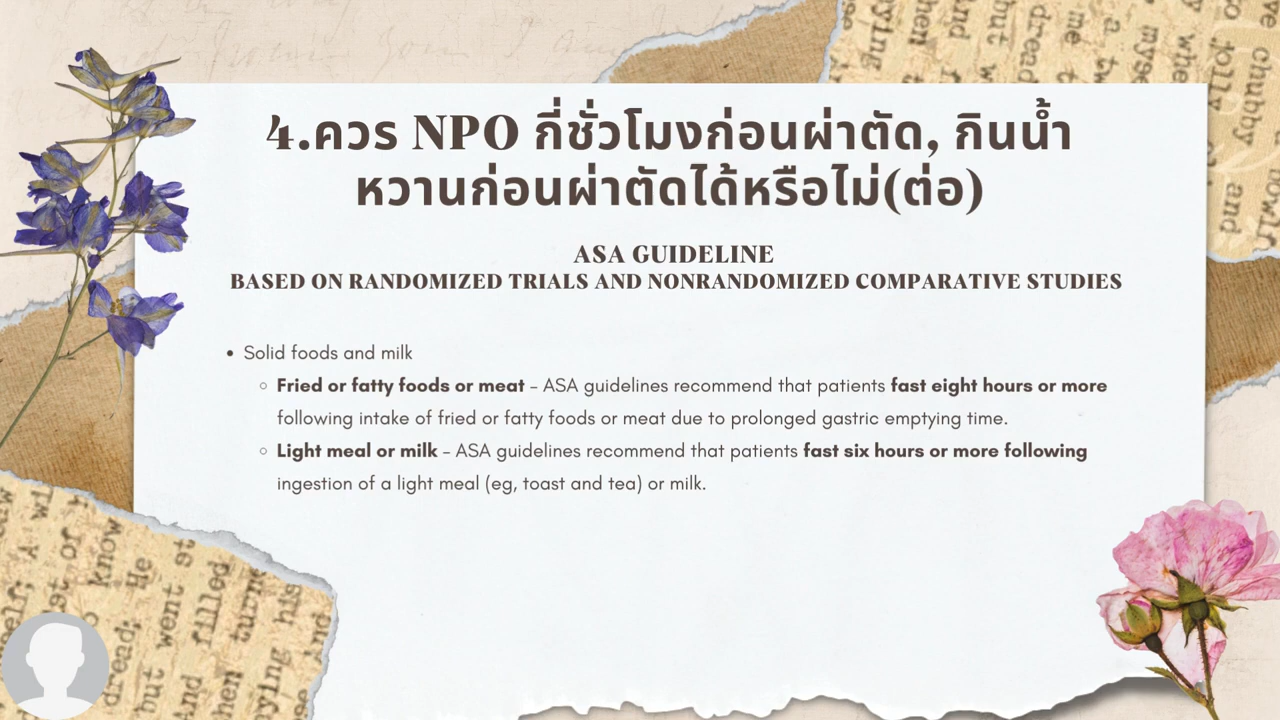 4.ควร NPO กี่ชั่วโมงก่อนผ่าตัด, กินน้ำ
หวานก่อนผ่าตัดได้หรือไม่(ต่อ)
ASA GUIDELINE
BASED ON RANDOMIZED TRIALS AND NONRANDOMIZED COMPARATIVE STUDIES
• Solid foods and milk
○ Fried or fatty foods or meat – ASA guidelines recommend that patients fast eight hours or more
following intake of fried or fatty foods or meat due to prolonged gastric emptying time.
○ Light meal or milk – ASA guidelines recommend that patients fast six hours or more following
ingestion of a light meal (eg, toast and tea) or milk.